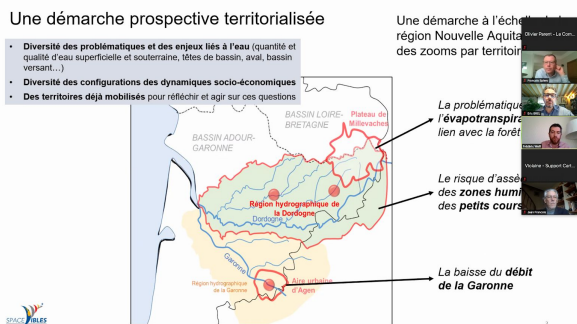 Une démarche prospective territorialisée
• Diversité des problématiques et des enjeux liés à l'eau (quantité et
qualité d'eau superficielle et souterraine, têtes de bassin, aval, bassin
versant…)
• Diversité des configurations des dynamiques socio-économiques
• Des territoires déjà mobilisés pour réfléchir et agir sur ces questions
Une démarche à l'échelle
région Nouvelle Aquita
des zooms par territoir
BASSIN LOIRE-
BRETAGNE
Plateau de
Millevaches
BASSIN ADOUR-
GARONNE
Région hydrographique de
la Dordogne
Dordogne
Garonne
Région hydrographique
de la Garonne
Aire urbaine
d'Agen
La problématique
l'évapotranspira
lien avec la forêt
Le risque d'assè
des zones humi
des petits cours
La baisse du débit
de la Garonne
Olivier Parent - Le Com...
Violaine - Support Cart...
SPACE IBLES